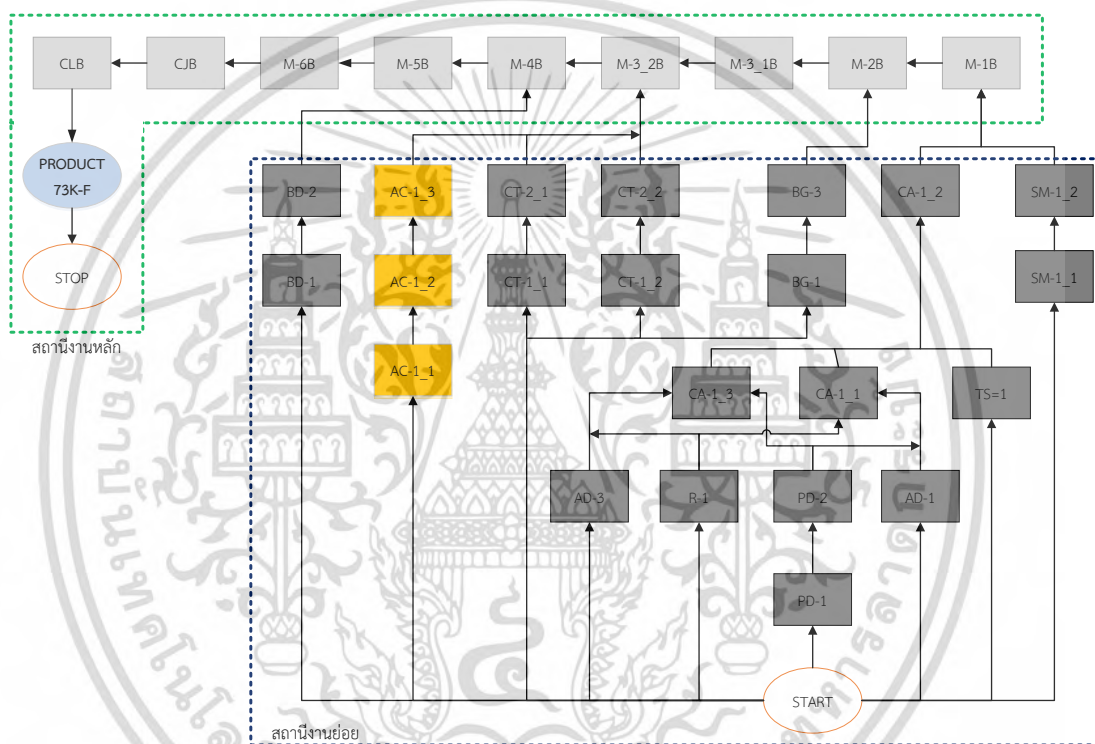 CLB
CJB
M-6B
M-5B
M-4B
M-3_2B
M-3_1B
M-2B
M-1B
PRODUCT
73K-F
STOP
สถานีงานหลัก
BD-2
AC-1_3
CT-2_1
CT-2_2
BG-3
CA-1_2
SM-1_2
BD-1
AC-1_2
CT-1_1
CT-1_2
BG-1
SM-1_1
AC-1_1
CA-1_3
CA-1_1
TS=1
AD-3
R-1
PD-2
AD-1
PD-1
START
สถานีงานย่อย